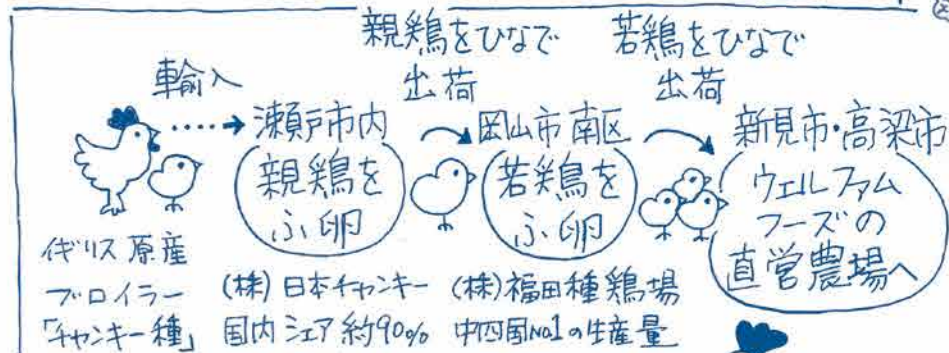 親鶏をひなで
出荷
若鶏をひなで
出荷
輸入
瀬戸市内
親鶏を
ふ卵
岡山市南区
若鶏を
ふ卵
新見市・高梁市
ウェルファム
フーズの
直営農場へ
イギリス原産
ブロイラー
「チャンキー種」
(株)日本チャンキー
国内シェア約90%
(株)福田種鶏場
中四国No1の生産量